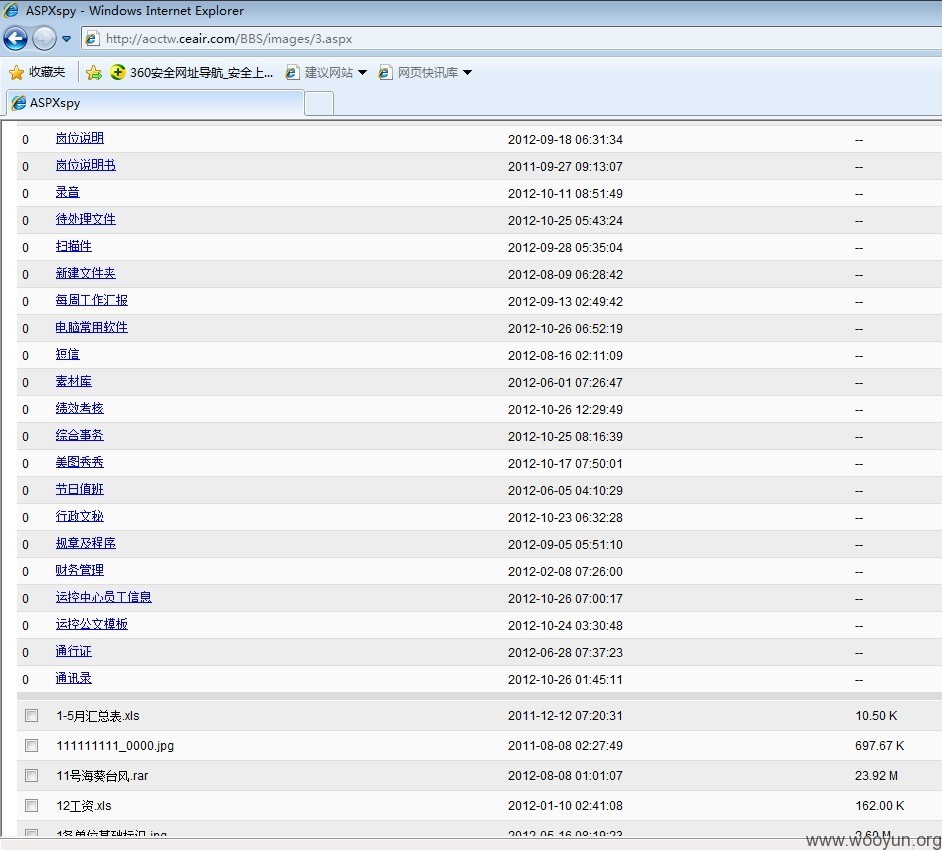 ASPXspy - Windows Internet Explorer
http://aoctw.ceair.com/BBS/images/3.aspx
收藏夹 360安全网址导航_安全上... 建议网站 网页快讯库
ASPXspy
0 岗位说明 2012-09-18 06:31:34 --
0 岗位说明书 2011-09-27 09:13:07 --
0 录音 2012-10-11 08:51:49 --
0 待处理文件 2012-10-25 05:43:24 --
0 扫描件 2012-09-28 05:35:04 --
0 新建文件夹 2012-08-09 06:28:42 --
0 每周工作汇报 2012-09-13 02:49:42 --
0 电脑常用软件 2012-10-26 06:52:19 --
0 短信 2012-08-16 02:11:09 --
0 素材库 2012-06-01 07:26:47 --
0 绩效考核 2012-10-26 12:29:49 --
0 综合事务 2012-10-25 08:16:39 --
0 美图秀秀 2012-10-17 07:50:01 --
0 节日值班 2012-06-05 04:10:29 --
0 行政文秘 2012-10-23 06:32:28 --
0 规章及程序 2012-09-05 05:51:10 --
0 财务管理 2012-02-08 07:26:00 --
0 运控中心员工信息 2012-10-26 07:00:17 --
0 运控公文模板 2012-10-24 03:30:48 --
0 通行证 2012-06-28 07:37:23 --
0 通讯录 2012-10-26 01:45:11 --
1-5月汇总表.xls 2011-12-12 07:20:31 10.50 K
111111111_0000.jpg 2011-08-08 02:27:49 697.67 K
11号海葵台风.rar 2012-08-08 01:01:07 23.92 M
12工资.xls 2012-01-10 02:41:08 162.00 K
1各单位基础标识.jpg 2012-05-16 08:19:23 2.60 M
www.wooyun.org